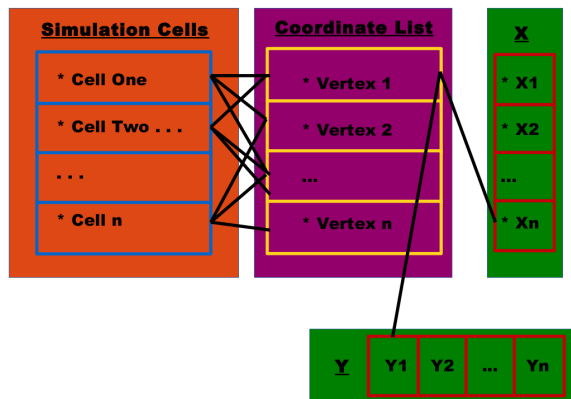 Simulation Cells
* Cell One
* Cell Two . . .
. . .
* Cell n
Coordinate List
* Vertex 1
* Vertex 2
...
* Vertex n
X
* X1
* X2
...
* Xn
Y Y1 Y2 ... Yn